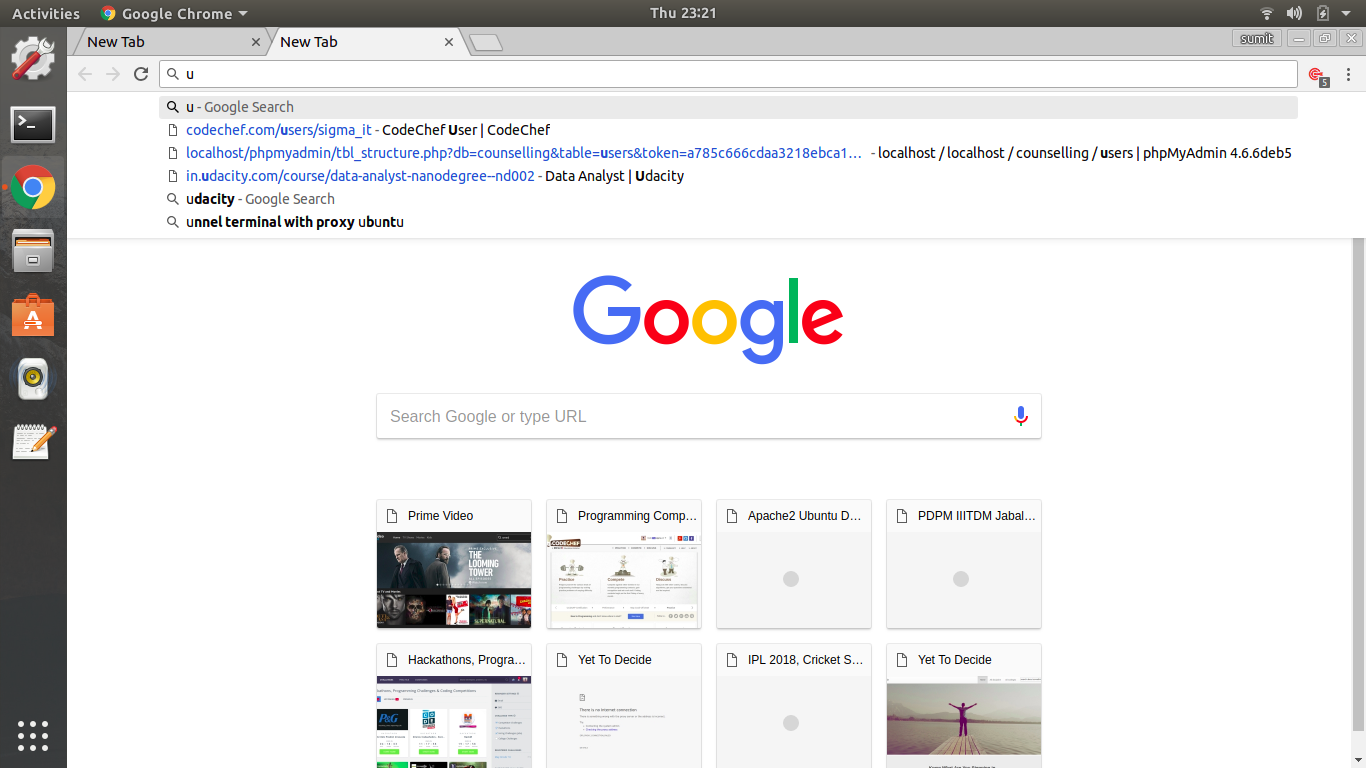 Activities Google Chrome Thu 23:21
New Tab New Tab sumit
u 5
u - Google Search
codechef.com/users/sigma_it - CodeChef User | CodeChef
localhost/phpmyadmin/tbl_structure.php?db=counselling&table=users&token=a785c666cdaa3218ebca1... - localhost / localhost / counselling / users | phpMyAdmin 4.6.6deb5
in.udacity.com/course/data-analyst-nanodegree--nd002 - Data Analyst | Udacity
udacity - Google Search
unnel terminal with proxy ubuntu
Google
Search Google or type URL
Prime Video Programming Comp... Apache2 Ubuntu D... PDPM IIITDM Jabal...
THE LOOMING TOWER
SUPERNATURAL
CODECHEF
Practice Compete Discuss
Hackathons, Progra... Yet To Decide IPL 2018, Cricket S... Yet To Decide
P&G
There is no Internet connection